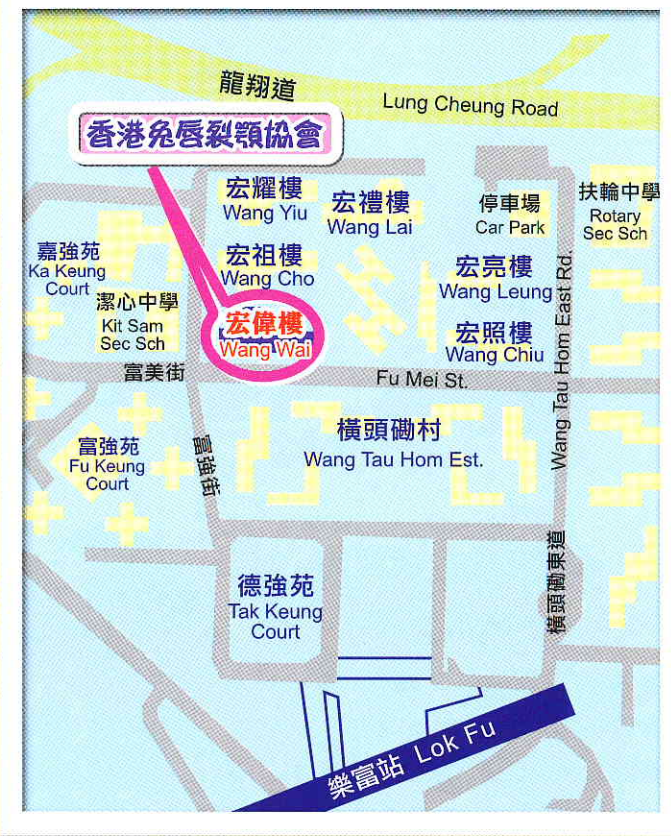 龍翔道
Lung Cheung Road
香港兔唇裂顎協會
宏耀樓
Wang Yiu
宏禮樓
Wang Lai
停車場
Car Park
扶輪中學
Rotary
Sec Sch
嘉強苑
Ka Keung
Court
宏祖樓
Wang Cho
宏亮樓
Wang Leung
潔心中學
Kit Sam
Sec Sch
宏偉樓
Wang Wai
宏照樓
Wang Chiu
Wang Tau Hom East Rd.
富美街
Fu Mei St.
富強苑
Fu Keung
Court
富強街
橫頭磡村
Wang Tau Hom Est.
橫頭磡東道
德強苑
Tak Keung
Court
樂富站 Lok Fu